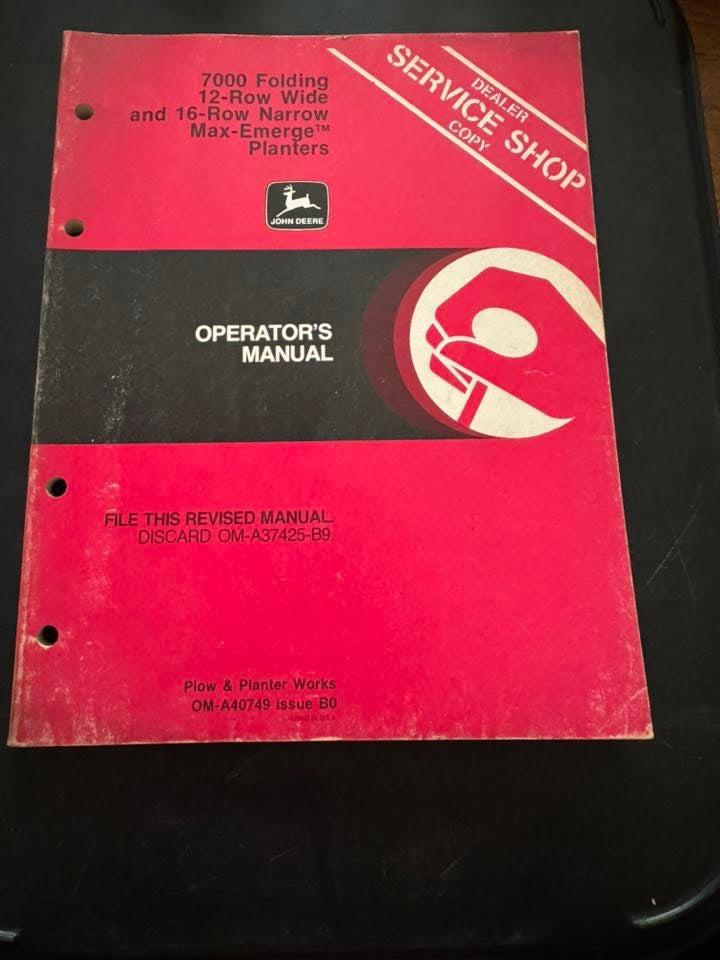 7000 Folding
12-Row Wide
and 16-Row Narrow
Max-Emerge™
Planters
DEALER
SERVICE SHOP
COPY
JOHN DEERE
OPERATOR'S
MANUAL
FILE THIS REVISED MANUAL.
DISCARD OM-A37425-B9.
Plow & Planter Works
OM-A40749 Issue B0
IN U.S.A.